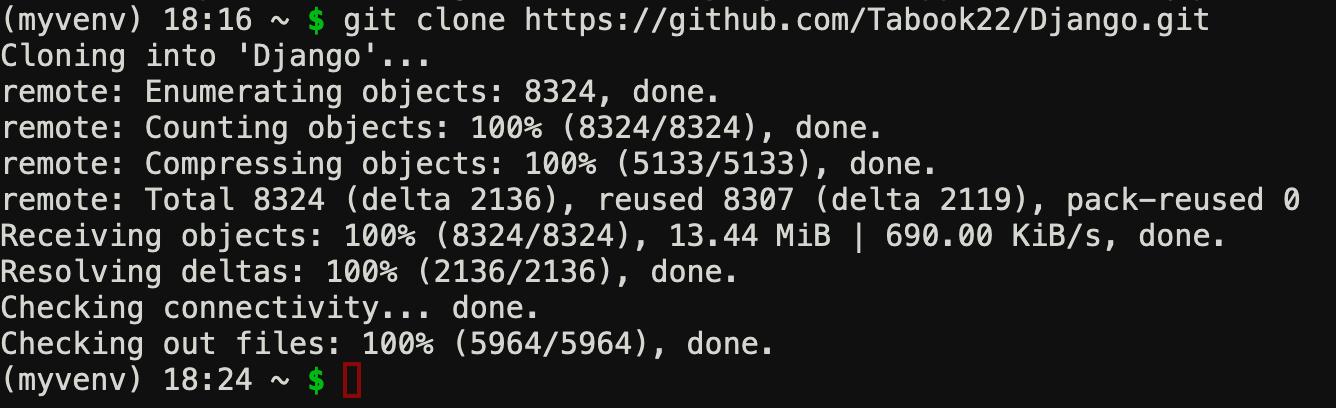 (myvenv) 18:16 ~ $ git clone https://github.com/Tabook22/Django.git
Cloning into 'Django'...
remote: Enumerating objects: 8324, done.
remote: Counting objects: 100% (8324/8324), done.
remote: Compressing objects: 100% (5133/5133), done.
remote: Total 8324 (delta 2136), reused 8307 (delta 2119), pack-reused 0
Receiving objects: 100% (8324/8324), 13.44 MiB | 690.00 KiB/s, done.
Resolving deltas: 100% (2136/2136), done.
Checking connectivity... done.
Checking out files: 100% (5964/5964), done.
(myvenv) 18:24 ~ $